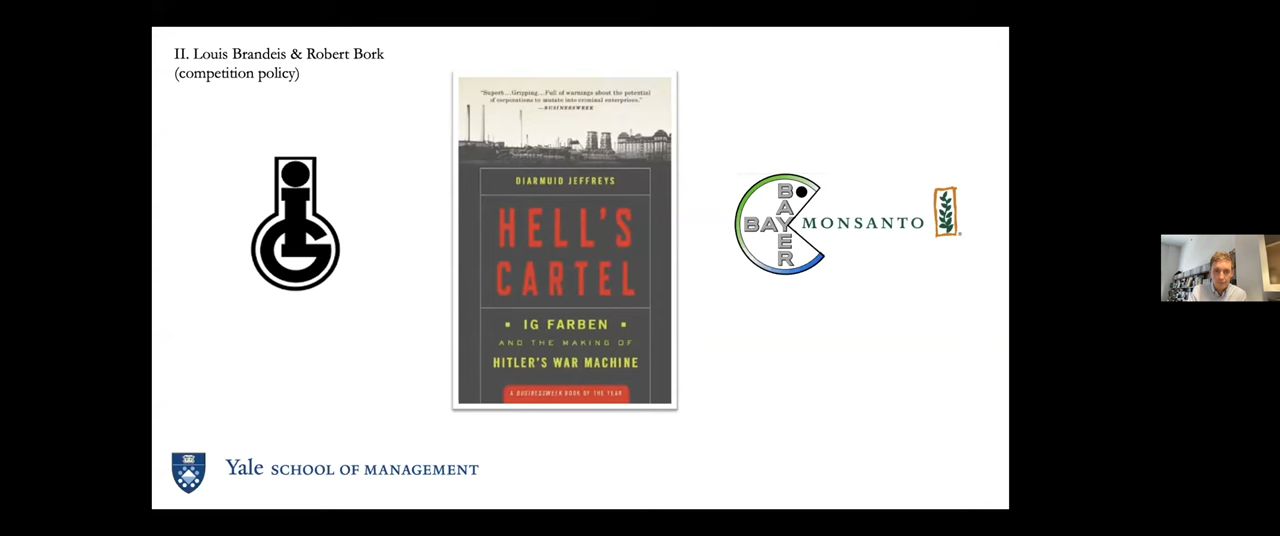 II. Louis Brandeis & Robert Bork
(competition policy)
iG
"Superb...Gripping...Full of warnings about the potential
of corporations to mutate into criminal enterprises."
—BUSINESSWEEK
DIARMUID JEFFREYS
HELL'S
CARTEL
▪ IG FARBEN ▪
AND THE MAKING OF
HITLER'S WAR MACHINE
A BUSINESSWEEK BOOK OF THE YEAR
BAYER
BAYER
MONSANTO
Yale SCHOOL OF MANAGEMENT